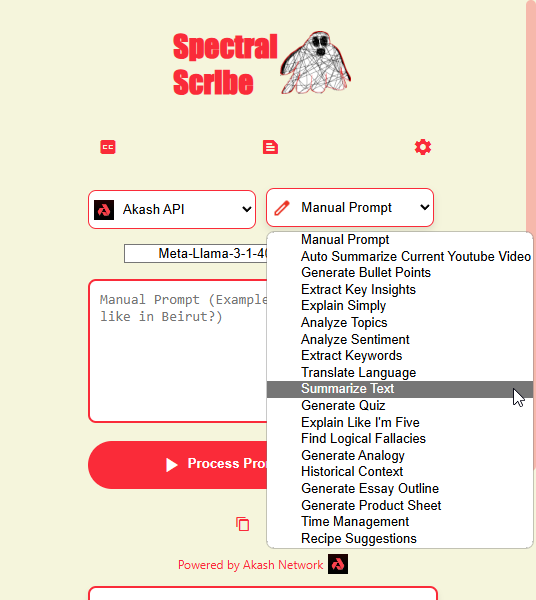 Spectral
Scribe
CC
Akash API
Manual Prompt
Meta-Llama-3-1-40
Manual Prompt (Example
like in Beirut?)
Manual Prompt
Auto Summarize Current Youtube Video
Generate Bullet Points
Extract Key Insights
Explain Simply
Analyze Topics
Analyze Sentiment
Extract Keywords
Translate Language
Summarize Text
Generate Quiz
Explain Like I'm Five
Find Logical Fallacies
Generate Analogy
Historical Context
Generate Essay Outline
Generate Product Sheet
Time Management
Recipe Suggestions
Process Pro
Powered by Akash Network